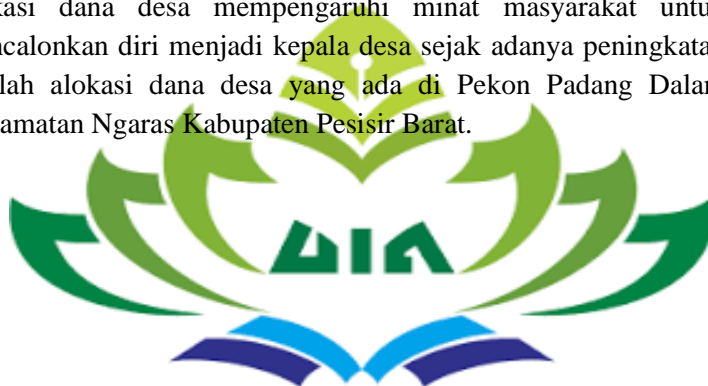 kasi dana desa mempengaruhi minat masyarakat untu
ncalonkan diri menjadi kepala desa sejak adanya peningkata
lah alokasi dana desa yang ada di Pekon Padang Dalam
amatan Ngaras Kabupaten Pesisir Barat.
UIN